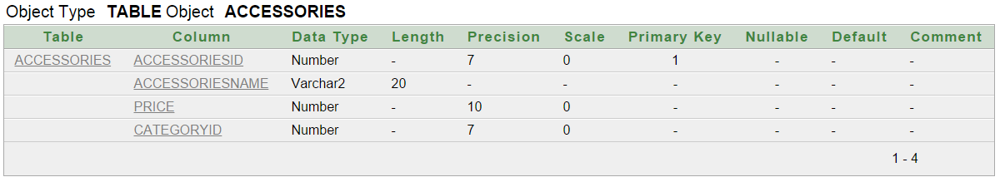 Object Type TABLE Object ACCESSORIES
Table Column Data Type Length Precision Scale Primary Key Nullable Default Comment
ACCESSORIES ACCESSORIESID Number - 7 0 1 - - -
ACCESSORIESNAME Varchar2 20 - - - - - -
PRICE Number - 10 0 - - - -
CATEGORYID Number - 7 0 - - - -
1 - 4